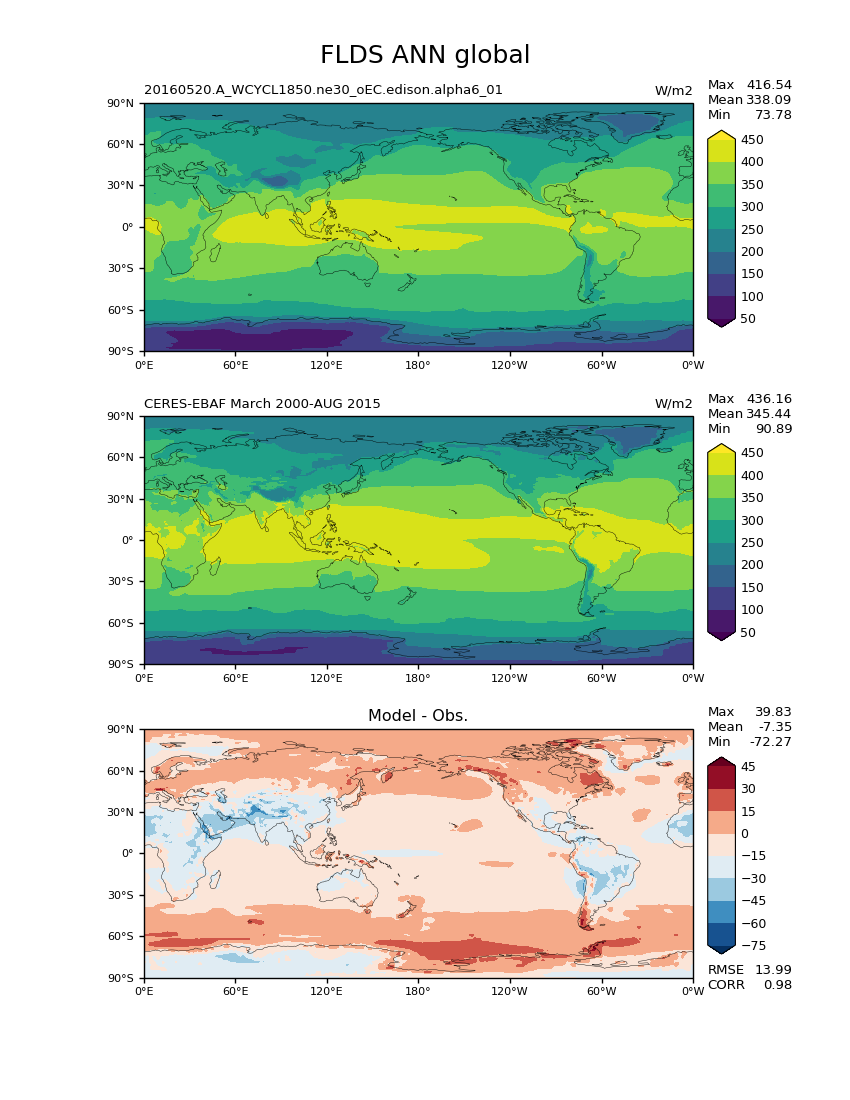 FLDS ANN global
20160520.A_WCYCL1850.ne30_oEC.edison.alpha6_01 W/m2
Max 416.54
Mean 338.09
Min 73.78
90°N
60°N
30°N
0°
30°S
60°S
90°S
0°E 60°E 120°E 180° 120°W 60°W 0°W
450
400
350
300
250
200
150
100
50
CERES-EBAF March 2000-AUG 2015 W/m2
Max 436.16
Mean 345.44
Min 90.89
90°N
60°N
30°N
0°
30°S
60°S
90°S
0°E 60°E 120°E 180° 120°W 60°W 0°W
450
400
350
300
250
200
150
100
50
Model - Obs.
Max 39.83
Mean -7.35
Min -72.27
90°N
60°N
30°N
0°
30°S
60°S
90°S
0°E 60°E 120°E 180° 120°W 60°W 0°W
45
30
15
0
−15
−30
−45
−60
−75
RMSE 13.99
CORR 0.98